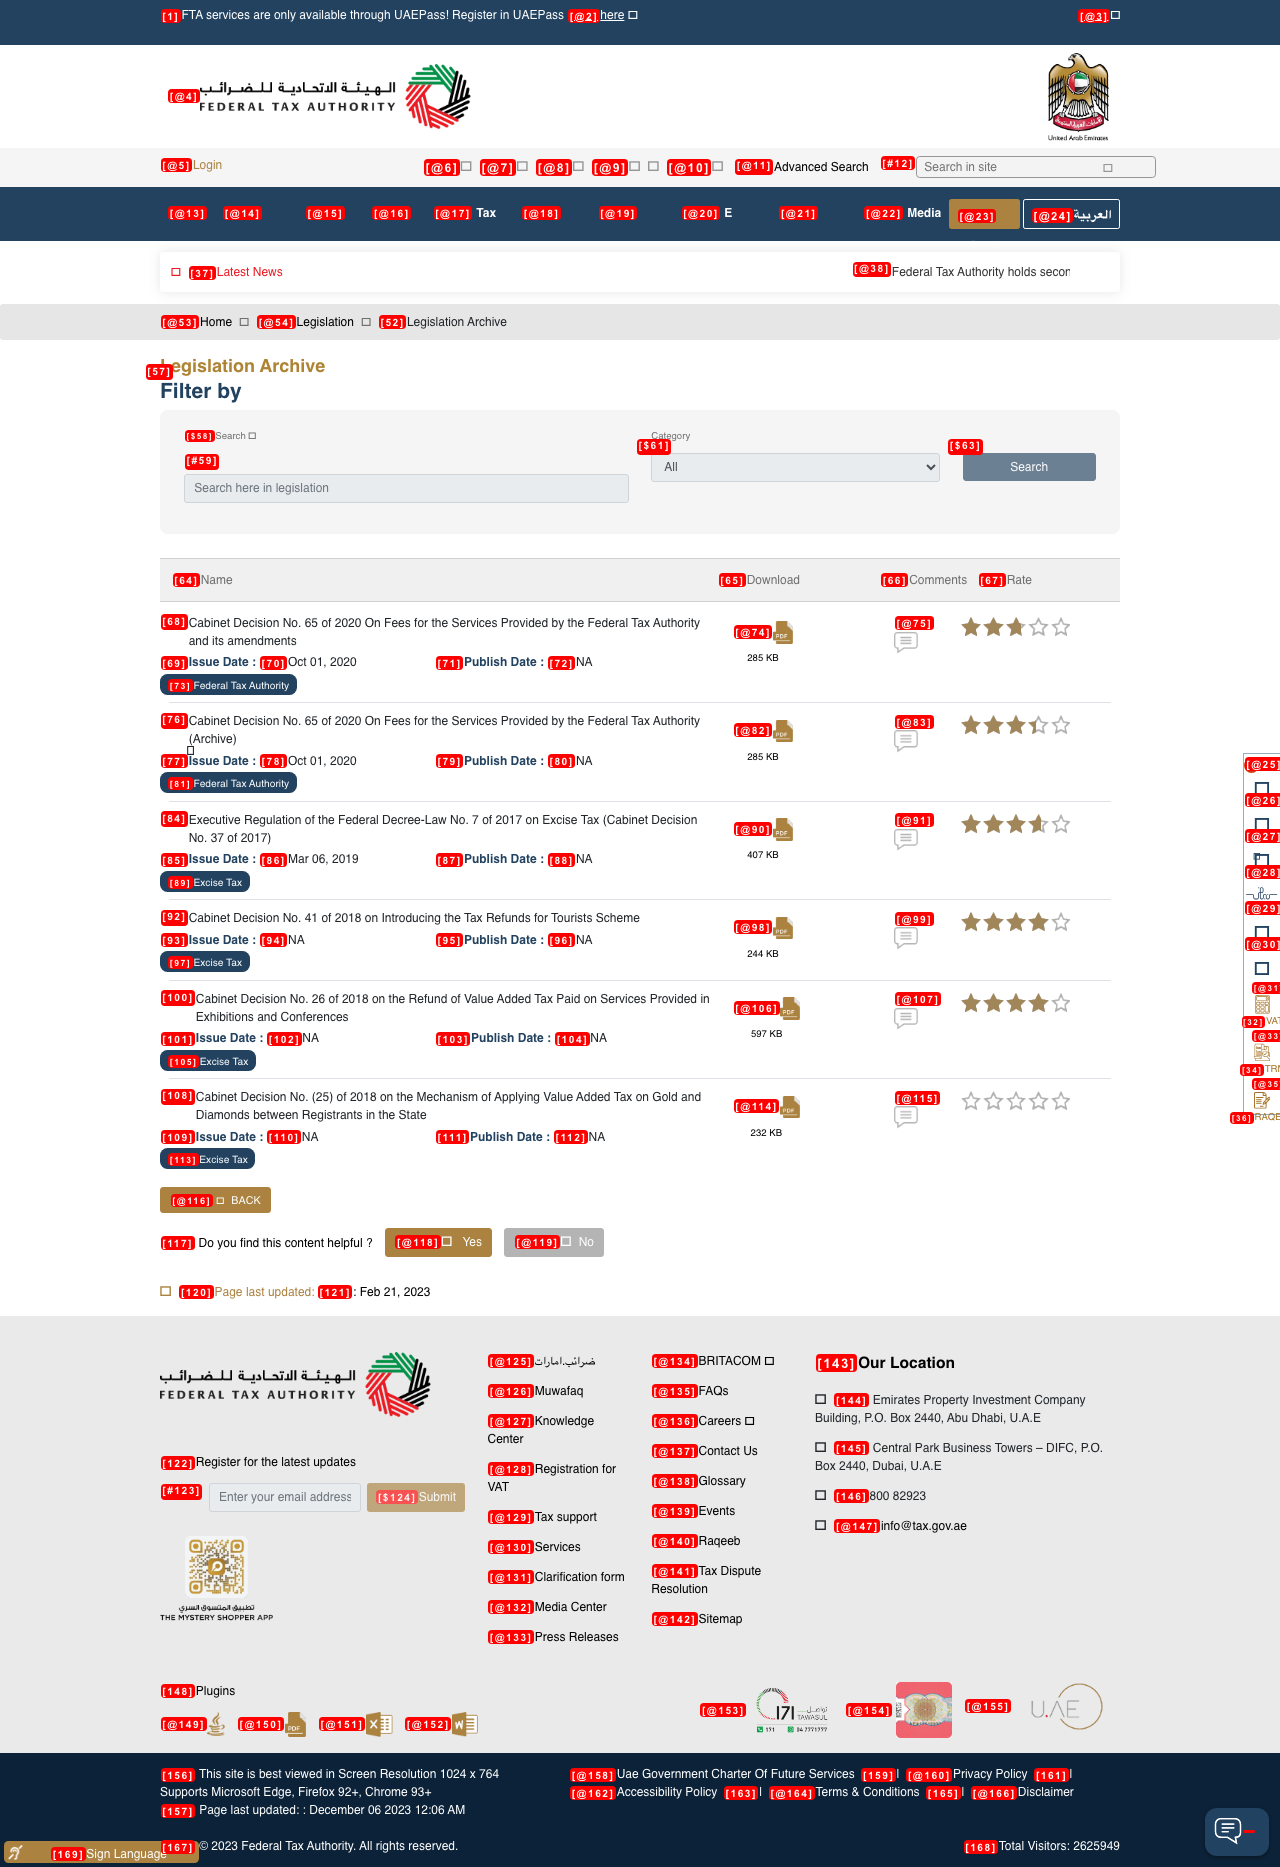 [1] FTA services are only available through UAEPass! Register in UAEPass [@2] here
[@3]
[@4]
الهيئة الاتحادية للضرائب
FEDERAL TAX AUTHORITY
United Arab Emirates
[@5] Login
[@6] [@7] [@8] [@9] [@10] [@11] Advanced Search [#12] Search in site
[@13] [@14] [@15] [@16] [@17] Tax [@18] [@19] [@20] E [@21] [@22] Media [@23] [@24] العربية
[37] Latest News
[@38] Federal Tax Authority holds secon
[@53] Home [@54] Legislation [52] Legislation Archive
[57] Legislation Archive
Filter by
[$58] Search
Category
[#59] [$61] [$63]
All
Search
Search here in legislation
[64] Name [65] Download [66] Comments [67] Rate
[68] Cabinet Decision No. 65 of 2020 On Fees for the Services Provided by the Federal Tax Authority
and its amendments
[@74] PDF [@75]
285 KB
[69] Issue Date : [70] Oct 01, 2020 [71] Publish Date : [72] NA
[73] Federal Tax Authority
[76] Cabinet Decision No. 65 of 2020 On Fees for the Services Provided by the Federal Tax Authority
(Archive)
[@82] PDF [@83]
285 KB
[77] Issue Date : [78] Oct 01, 2020 [79] Publish Date : [80] NA
[81] Federal Tax Authority
[84] Executive Regulation of the Federal Decree-Law No. 7 of 2017 on Excise Tax (Cabinet Decision
No. 37 of 2017)
[@90] PDF [@91]
407 KB
[85] Issue Date : [86] Mar 06, 2019 [87] Publish Date : [88] NA
[89] Excise Tax
[92] Cabinet Decision No. 41 of 2018 on Introducing the Tax Refunds for Tourists Scheme
[@98] PDF [@99]
244 KB
[93] Issue Date : [94] NA [95] Publish Date : [96] NA
[97] Excise Tax
[100] Cabinet Decision No. 26 of 2018 on the Refund of Value Added Tax Paid on Services Provided in
Exhibitions and Conferences
[@106] PDF [@107]
597 KB
[101] Issue Date : [102] NA [103] Publish Date : [104] NA
[105] Excise Tax
[108] Cabinet Decision No. (25) of 2018 on the Mechanism of Applying Value Added Tax on Gold and
Diamonds between Registrants in the State
[@114] PDF [@115]
232 KB
[109] Issue Date : [110] NA [111] Publish Date : [112] NA
[113] Excise Tax
[@25]
[@26]
[@27]
[@28]
[@29]
[@30]
[@31
[32] VAT
[@33
[34] TRN
[@35
[36] RAQE
[@116] BACK
[117] Do you find this content helpful ? [@118] Yes [@119] No
[120] Page last updated: [121] : Feb 21, 2023
الهيئة الاتحادية للضرائب
FEDERAL TAX AUTHORITY
[122] Register for the latest updates
[#123] Enter your email address [$124] Submit
تطبيق المتسوق السري
THE MYSTERY SHOPPER APP
[@125] ضرائب.امارات
[@126] Muwafaq
[@127] Knowledge
Center
[@128] Registration for
VAT
[@129] Tax support
[@130] Services
[@131] Clarification form
[@132] Media Center
[@133] Press Releases
[@134] BRITACOM
[@135] FAQs
[@136] Careers
[@137] Contact Us
[@138] Glossary
[@139] Events
[@140] Raqeeb
[@141] Tax Dispute
Resolution
[@142] Sitemap
[143] Our Location
[144] Emirates Property Investment Company
Building, P.O. Box 2440, Abu Dhabi, U.A.E
[145] Central Park Business Towers – DIFC, P.O.
Box 2440, Dubai, U.A.E
[146] 800 82923
[@147] info@tax.gov.ae
[148] Plugins
[@149] [@150] PDF [@151] X [@152] W
[@153] 171 تواصل TAWASUL
171 04 7771777
[@154] [@155] U.AE
[156] This site is best viewed in Screen Resolution 1024 x 764
Supports Microsoft Edge, Firefox 92+, Chrome 93+
[157] Page last updated: : December 06 2023 12:06 AM
[@158] Uae Government Charter Of Future Services [159] | [@160] Privacy Policy [161] |
[@162] Accessibility Policy [163] | [@164] Terms & Conditions [165] | [@166] Disclaimer
[167] © 2023 Federal Tax Authority. All rights reserved.
[168] Total Visitors: 2625949
[169] Sign Language